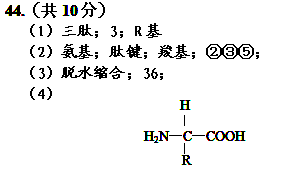 44.（共 10 分）
（1）三肽；3；R 基
（2）氨基；肽键；羧基；②③⑤；
（3）脱水缩合；36；
（4）
H
H₂N—C—COOH
R